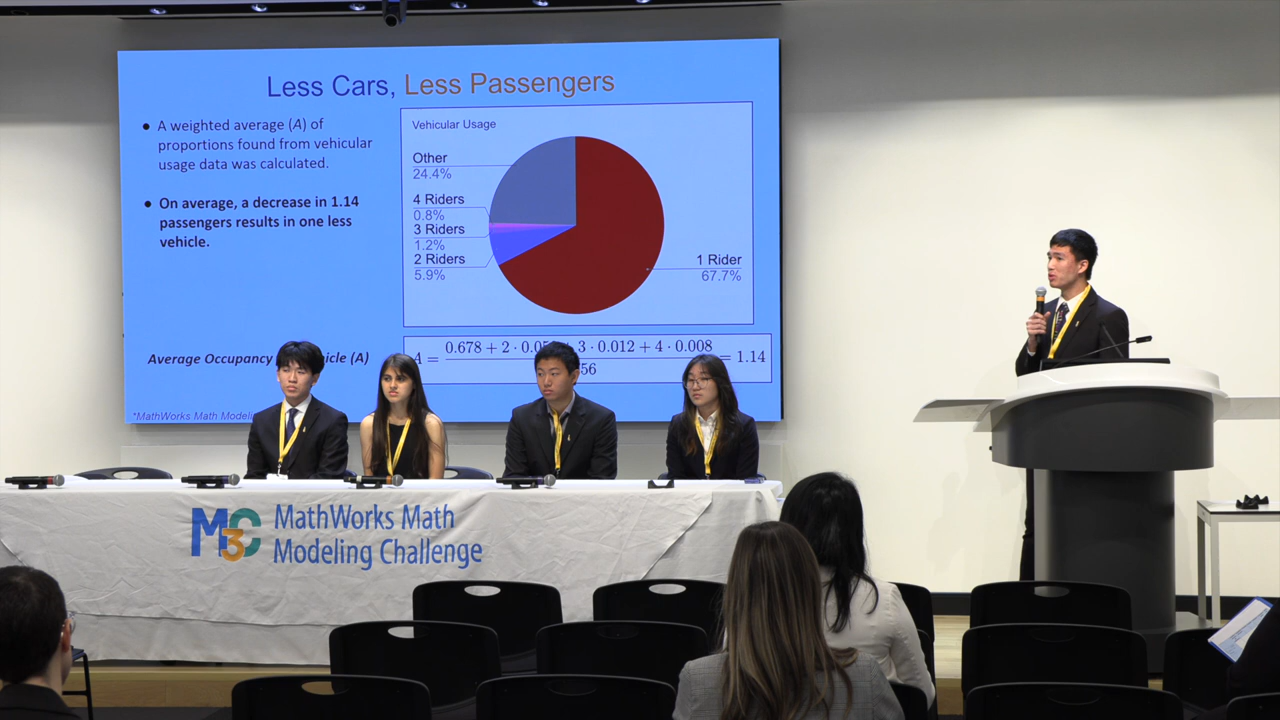 Less Cars, Less Passengers
● A weighted average (A) of
proportions found from vehicular
usage data was calculated.
● On average, a decrease in 1.14
passengers results in one less
vehicle.
Vehicular Usage
Other
24.4%
4 Riders
0.8%
3 Riders
1.2%
2 Riders
5.9%
1 Rider
67.7%
Average Occupancy
(A)
A = 0.678 + 2 · 0.05 + 3 · 0.012 + 4 · 0.008
56
= 1.14
*MathWorks Math
M3C
MathWorks Math
Modeling Challenge